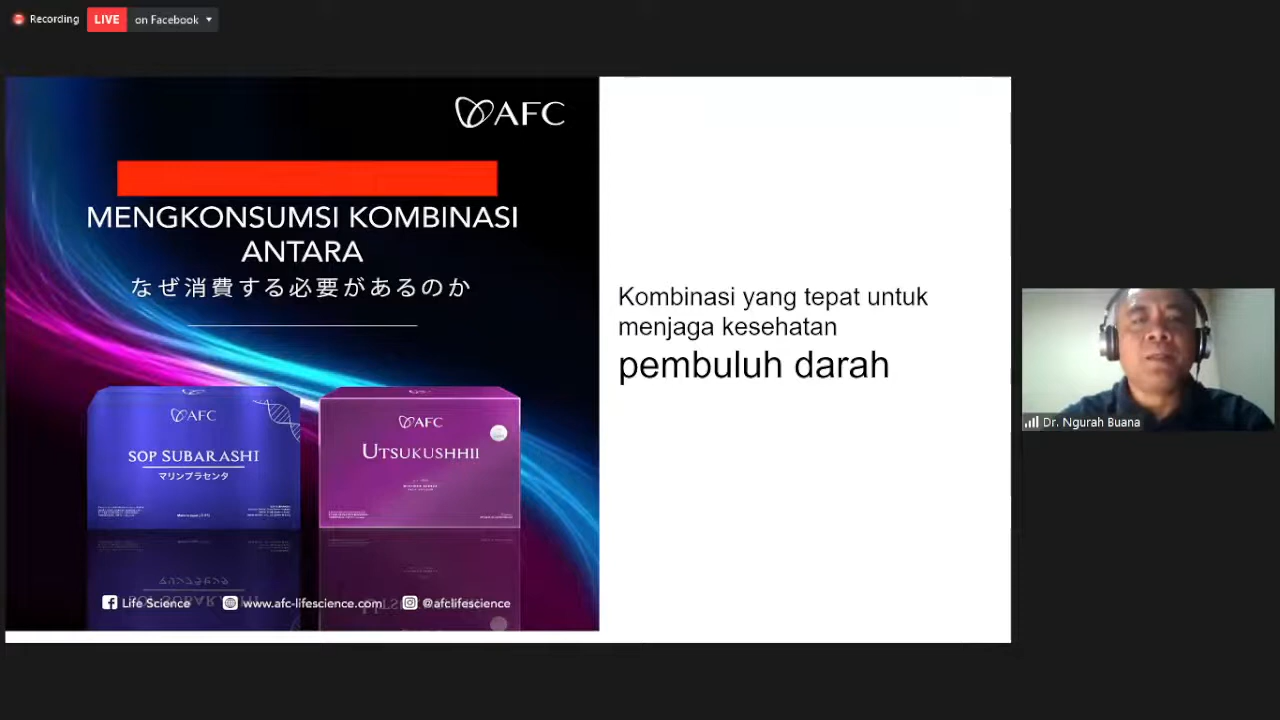 Recording
LIVE on Facebook
AFC
MENGKONSUMSI KOMBINASI
ANTARA
なぜ消費する必要があるのか
AFC
SOP SUBARASHI
マリンプラセンタ
AFC
UTSUKUSHHII
Life Science
www.afc-lifescience.com
@afclifescience
Kombinasi yang tepat untuk
menjaga kesehatan
pembuluh darah
Dr. Ngurah Buana